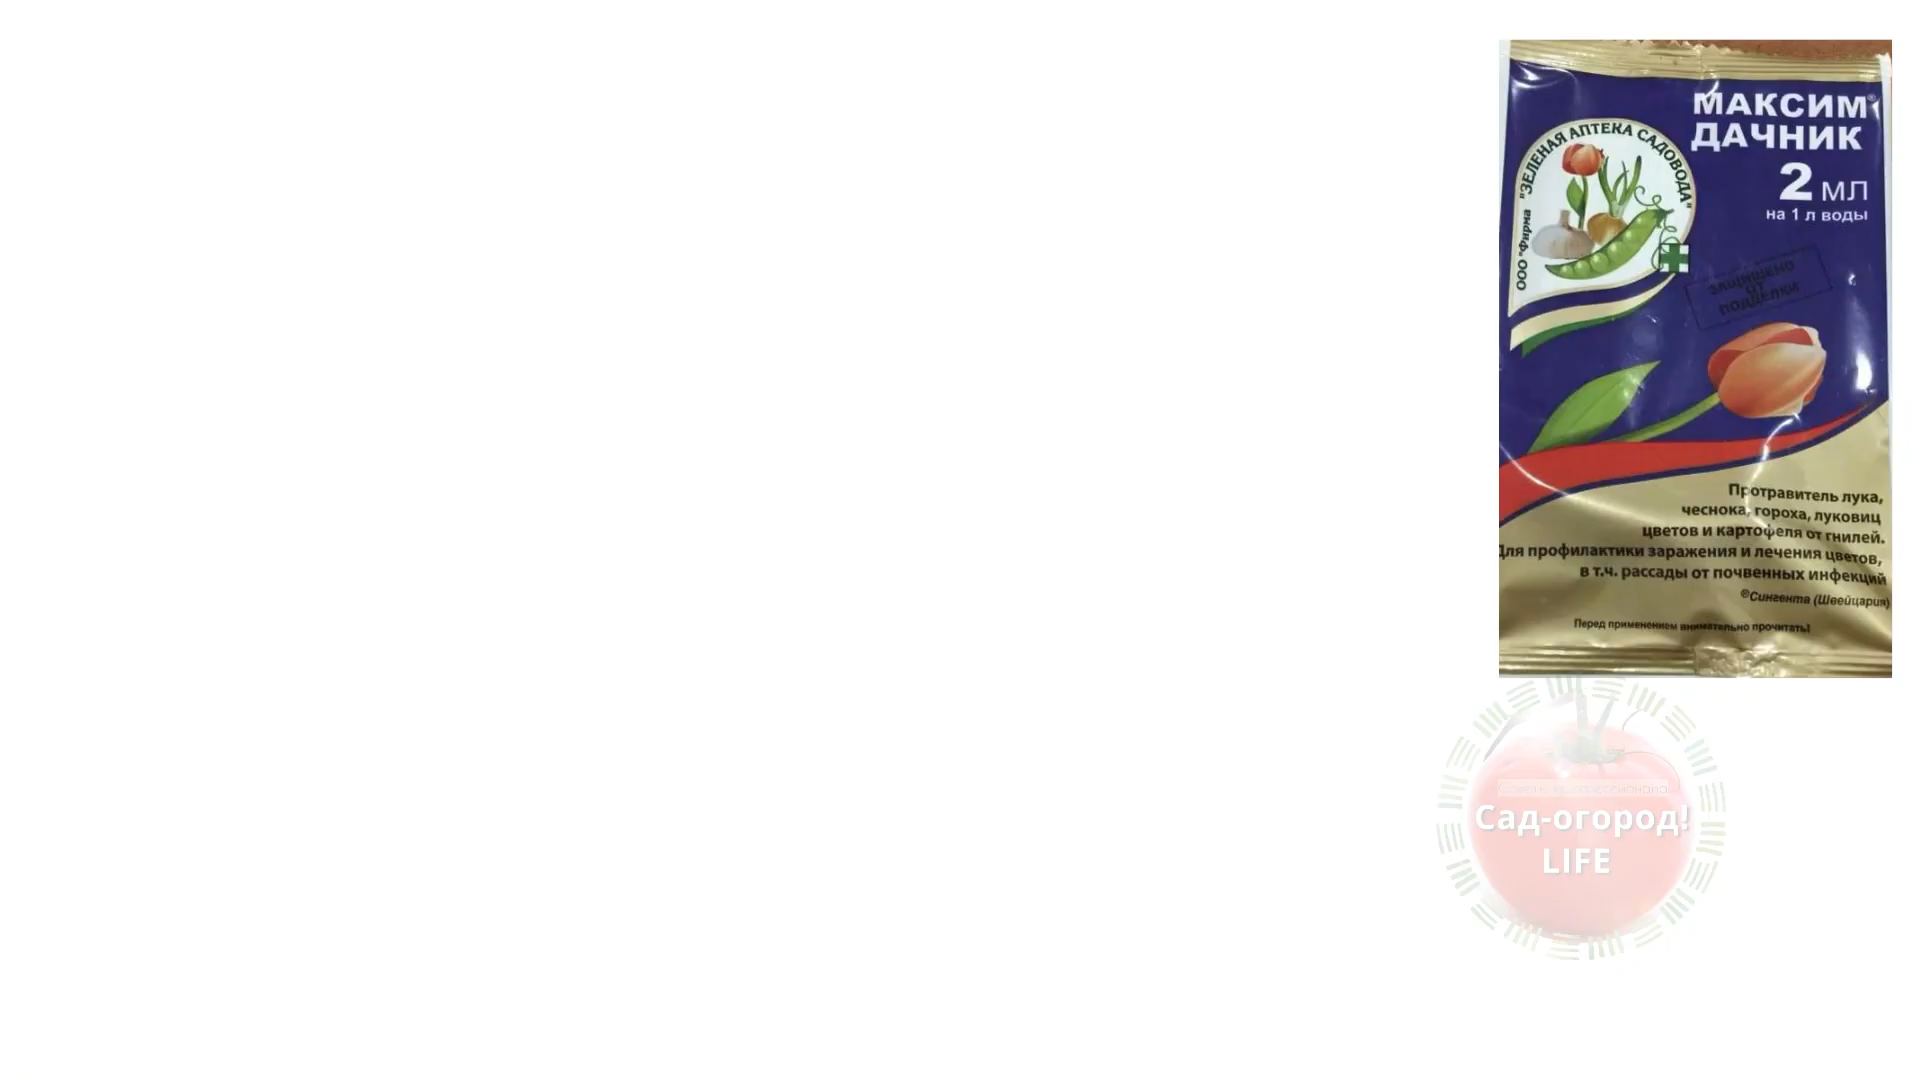 МАКСИМ®
ДАЧНИК
2 мл
на 1 л воды
ООО "Фирма "ЗЕЛЕНАЯ АПТЕКА САДОВОДА"
ЗАЩИЩЕНО
ОТ
ПОДДЕЛКИ
Протравитель лука,
чеснока, гороха, луковиц
цветов и картофеля от гнилей.
Для профилактики заражения и лечения цветов,
в т.ч. рассады от почвенных инфекций
®Сингента (Швейцария)
Перед применением внимательно прочитать!
Советы профессионала
Сад-огород!
LIFE